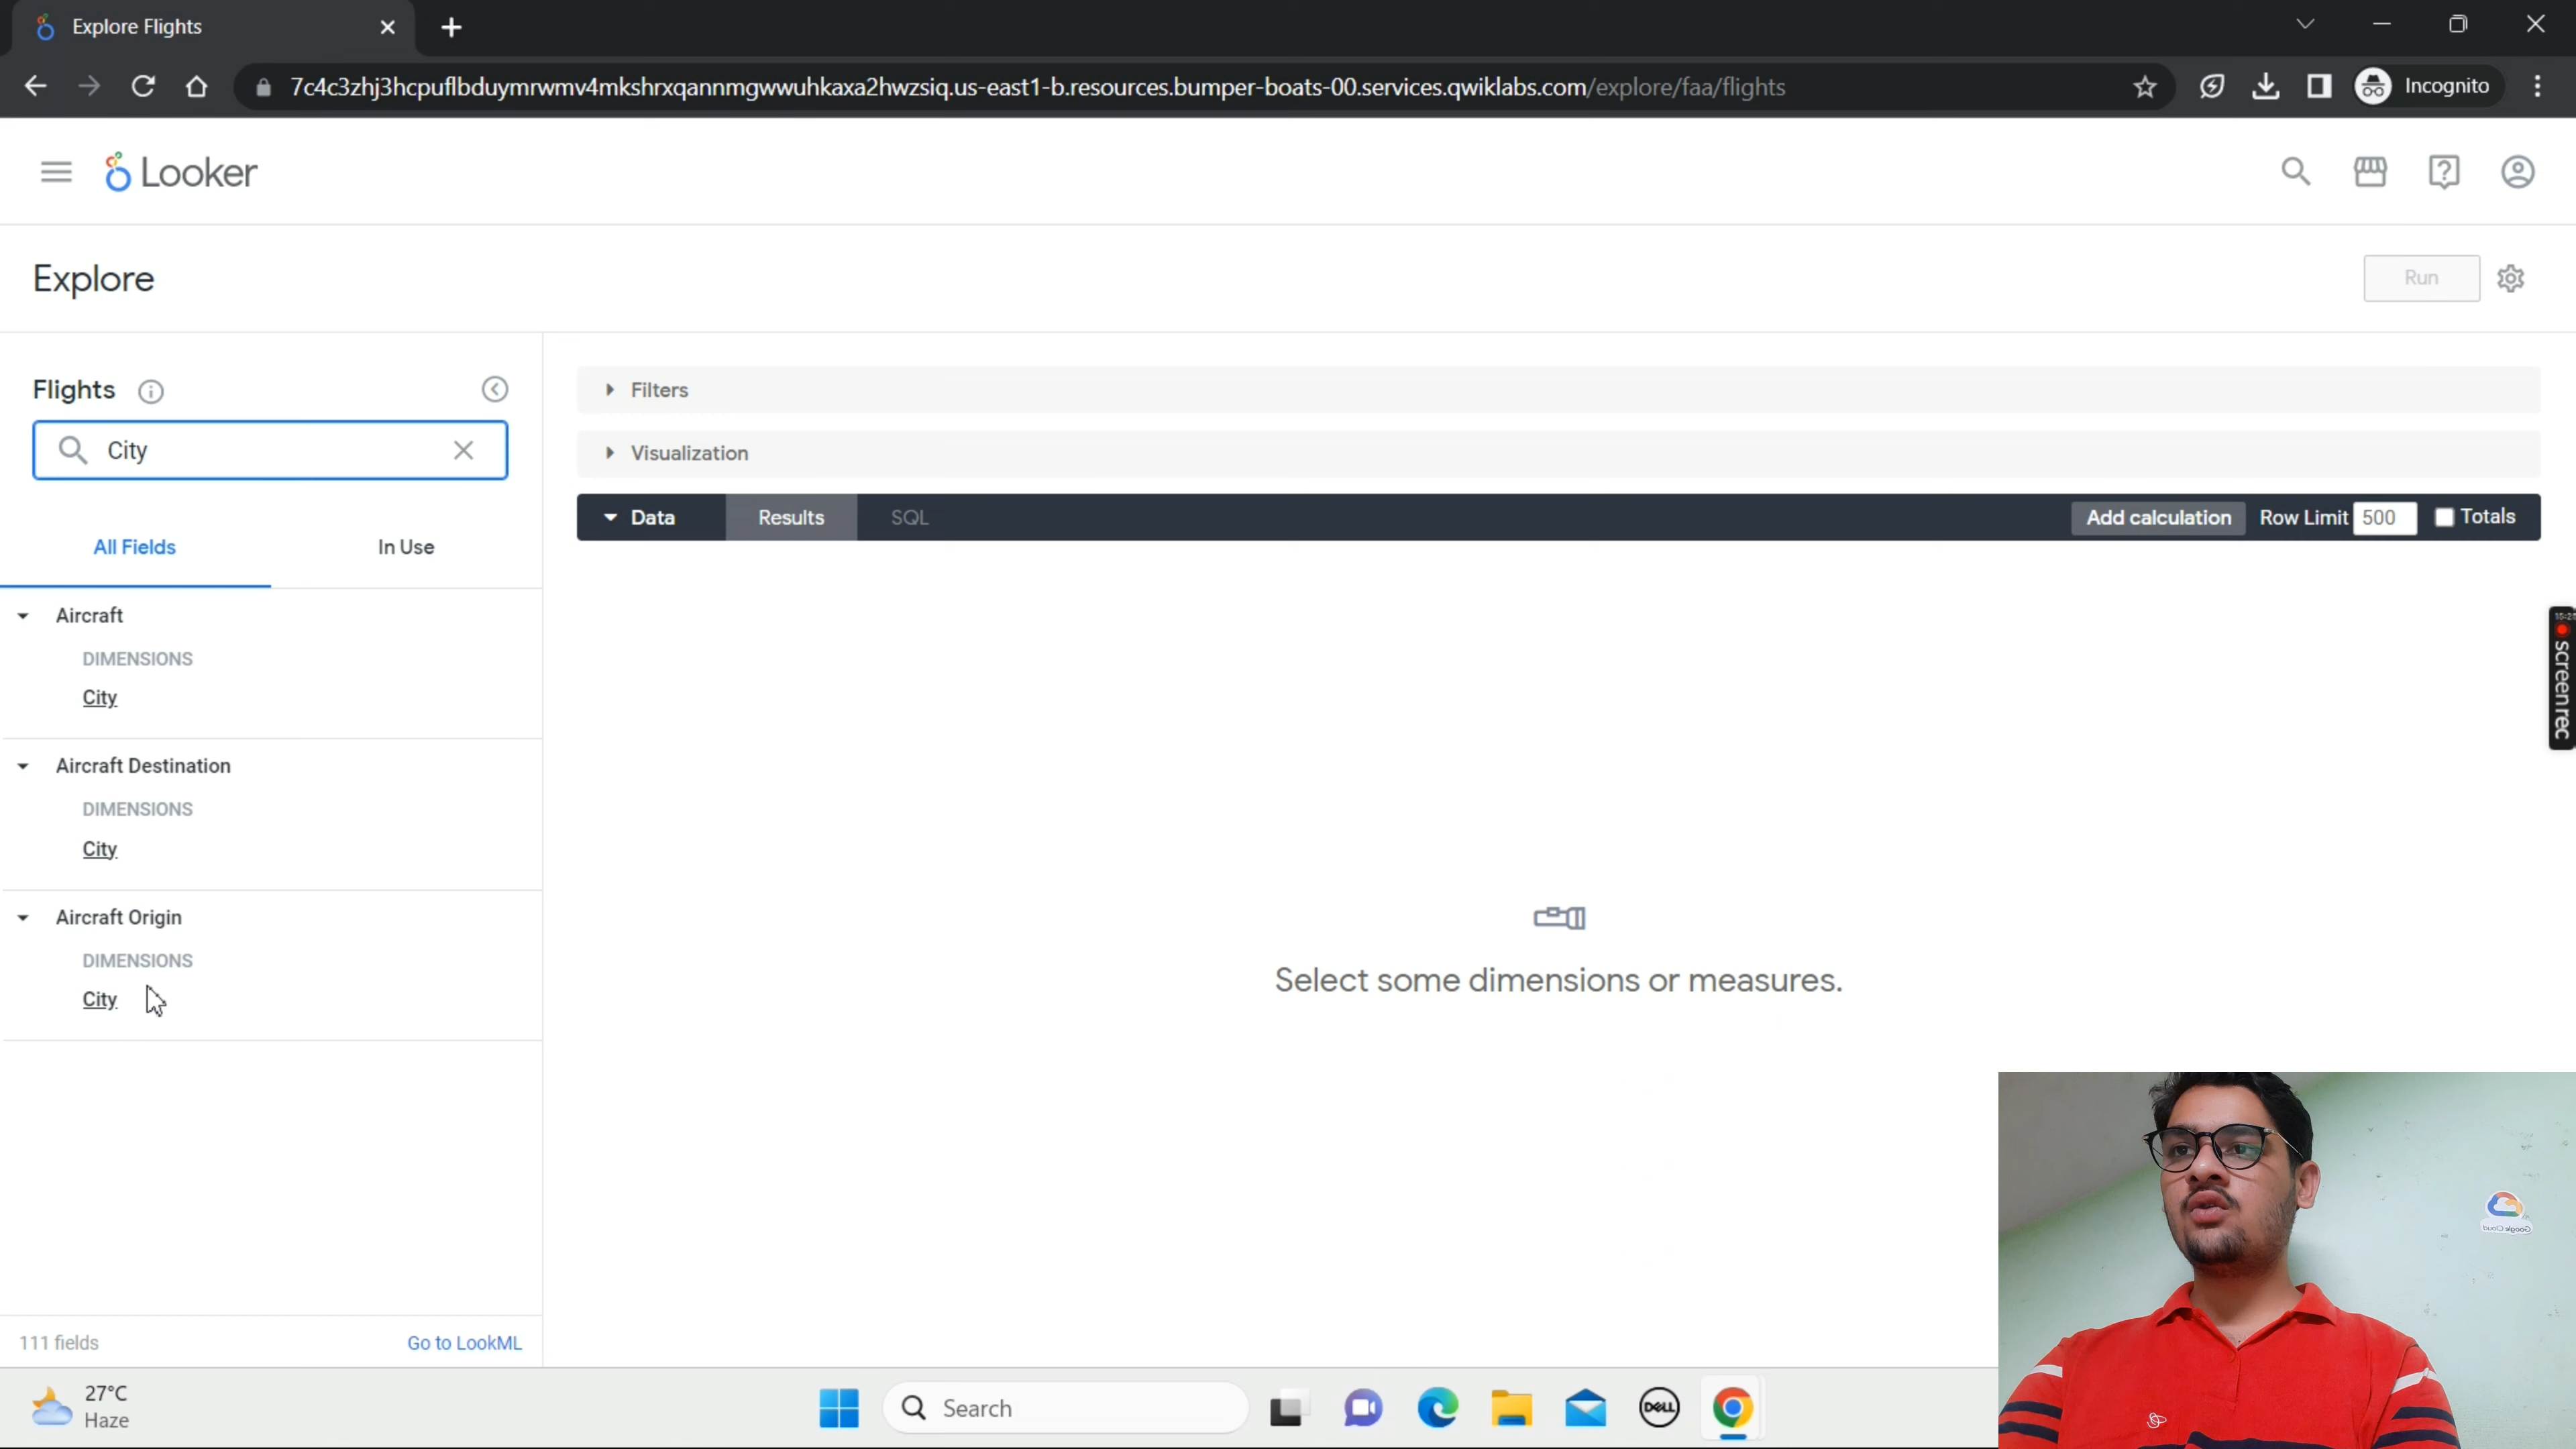 Explore Flights
7c4c3zhj3hcpuflbduymrwmv4mkshrxqannmgwwuhkaxa2hwzsiq.us-east1-b.resources.bumper-boats-00.services.qwiklabs.com/explore/faa/flights
Incognito
Looker
Explore
Run
Flights
City
All Fields
In Use
Aircraft
DIMENSIONS
City
Aircraft Destination
DIMENSIONS
City
Aircraft Origin
DIMENSIONS
City
111 fields
Go to LookML
Filters
Visualization
Data
Results
SQL
Add calculation
Row Limit 500
Totals
Select some dimensions or measures.
screenrec
Google Cloud
27°C
Haze
Search
DELL